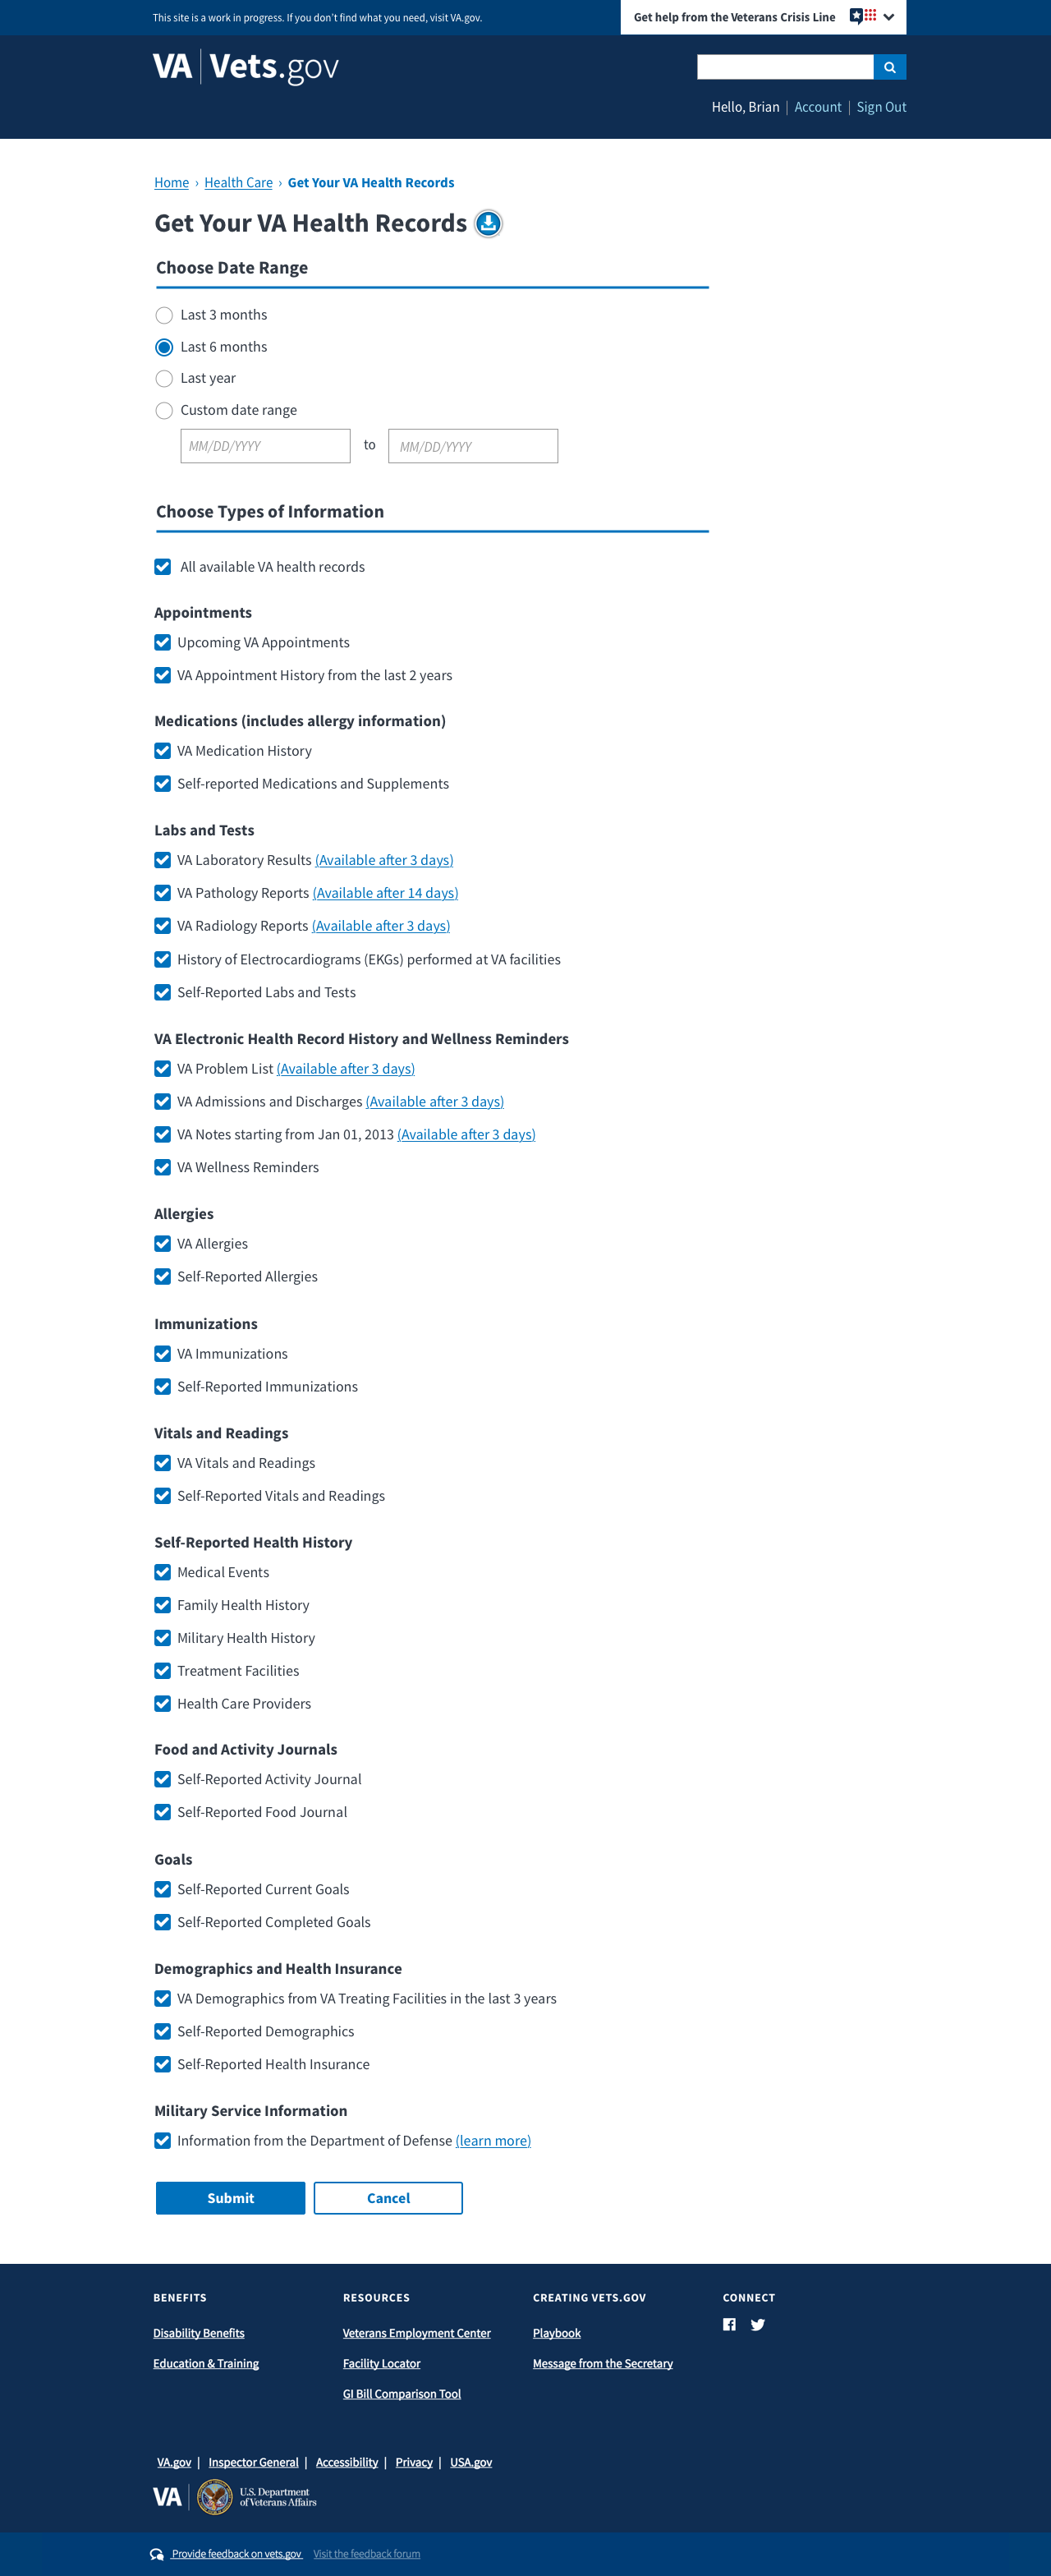 This site is a work in progress. If you don't find what you need, visit VA.gov.
Get help from the Veterans Crisis Line
VA | Vets.gov
Hello, Brian | Account | Sign Out
Home › Health Care › Get Your VA Health Records
Get Your VA Health Records
Choose Date Range
Last 3 months
Last 6 months
Last year
Custom date range
MM/DD/YYYY to MM/DD/YYYY
Choose Types of Information
All available VA health records
Appointments
Upcoming VA Appointments
VA Appointment History from the last 2 years
Medications (includes allergy information)
VA Medication History
Self-reported Medications and Supplements
Labs and Tests
VA Laboratory Results (Available after 3 days)
VA Pathology Reports (Available after 14 days)
VA Radiology Reports (Available after 3 days)
History of Electrocardiograms (EKGs) performed at VA facilities
Self-Reported Labs and Tests
VA Electronic Health Record History and Wellness Reminders
VA Problem List (Available after 3 days)
VA Admissions and Discharges (Available after 3 days)
VA Notes starting from Jan 01, 2013 (Available after 3 days)
VA Wellness Reminders
Allergies
VA Allergies
Self-Reported Allergies
Immunizations
VA Immunizations
Self-Reported Immunizations
Vitals and Readings
VA Vitals and Readings
Self-Reported Vitals and Readings
Self-Reported Health History
Medical Events
Family Health History
Military Health History
Treatment Facilities
Health Care Providers
Food and Activity Journals
Self-Reported Activity Journal
Self-Reported Food Journal
Goals
Self-Reported Current Goals
Self-Reported Completed Goals
Demographics and Health Insurance
VA Demographics from VA Treating Facilities in the last 3 years
Self-Reported Demographics
Self-Reported Health Insurance
Military Service Information
Information from the Department of Defense (learn more)
Submit Cancel
BENEFITS
Disability Benefits
Education & Training
RESOURCES
Veterans Employment Center
Facility Locator
GI Bill Comparison Tool
CREATING VETS.GOV
Playbook
Message from the Secretary
CONNECT
VA.gov | Inspector General | Accessibility | Privacy | USA.gov
VA | U.S. Department
of Veterans Affairs
Provide feedback on vets.gov Visit the feedback forum